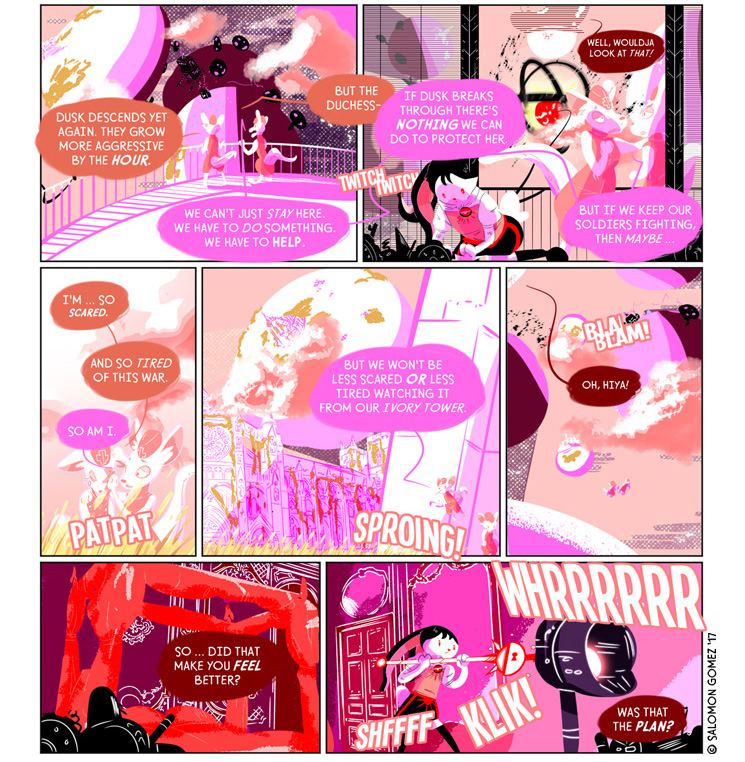 DUSK DESCENDS YET
AGAIN. THEY GROW
MORE AGGRESSIVE
BY THE HOUR.
BUT THE
DUCHESS-
WE CAN'T JUST STAY HERE.
WE HAVE TO DO SOMETHING.
WE HAVE TO HELP.
WELL, WOULDJA
LOOK AT THAT!
IF DUSK BREAKS
THROUGH THERE'S
NOTHING WE CAN
DO TO PROTECT HER.
TWITCH
TWITCH
BUT IF WE KEEP OUR
SOLDIERS FIGHTING,
THEN MAYBE ...
I'M ... SO
SCARED.
AND SO TIRED
OF THIS WAR.
SO AM I.
PATPAT
BUT WE WON'T BE
LESS SCARED OR LESS
TIRED WATCHING IT
FROM OUR IVORY TOWER.
SPROING!
BLA
BLAM!
OH, HIYA!
SO ... DID THAT
MAKE YOU FEEL
BETTER?
WHRRRRRR
SHFFFF
KLIK!
WAS THAT
THE PLAN?
© SALOMON GOMEZ '17